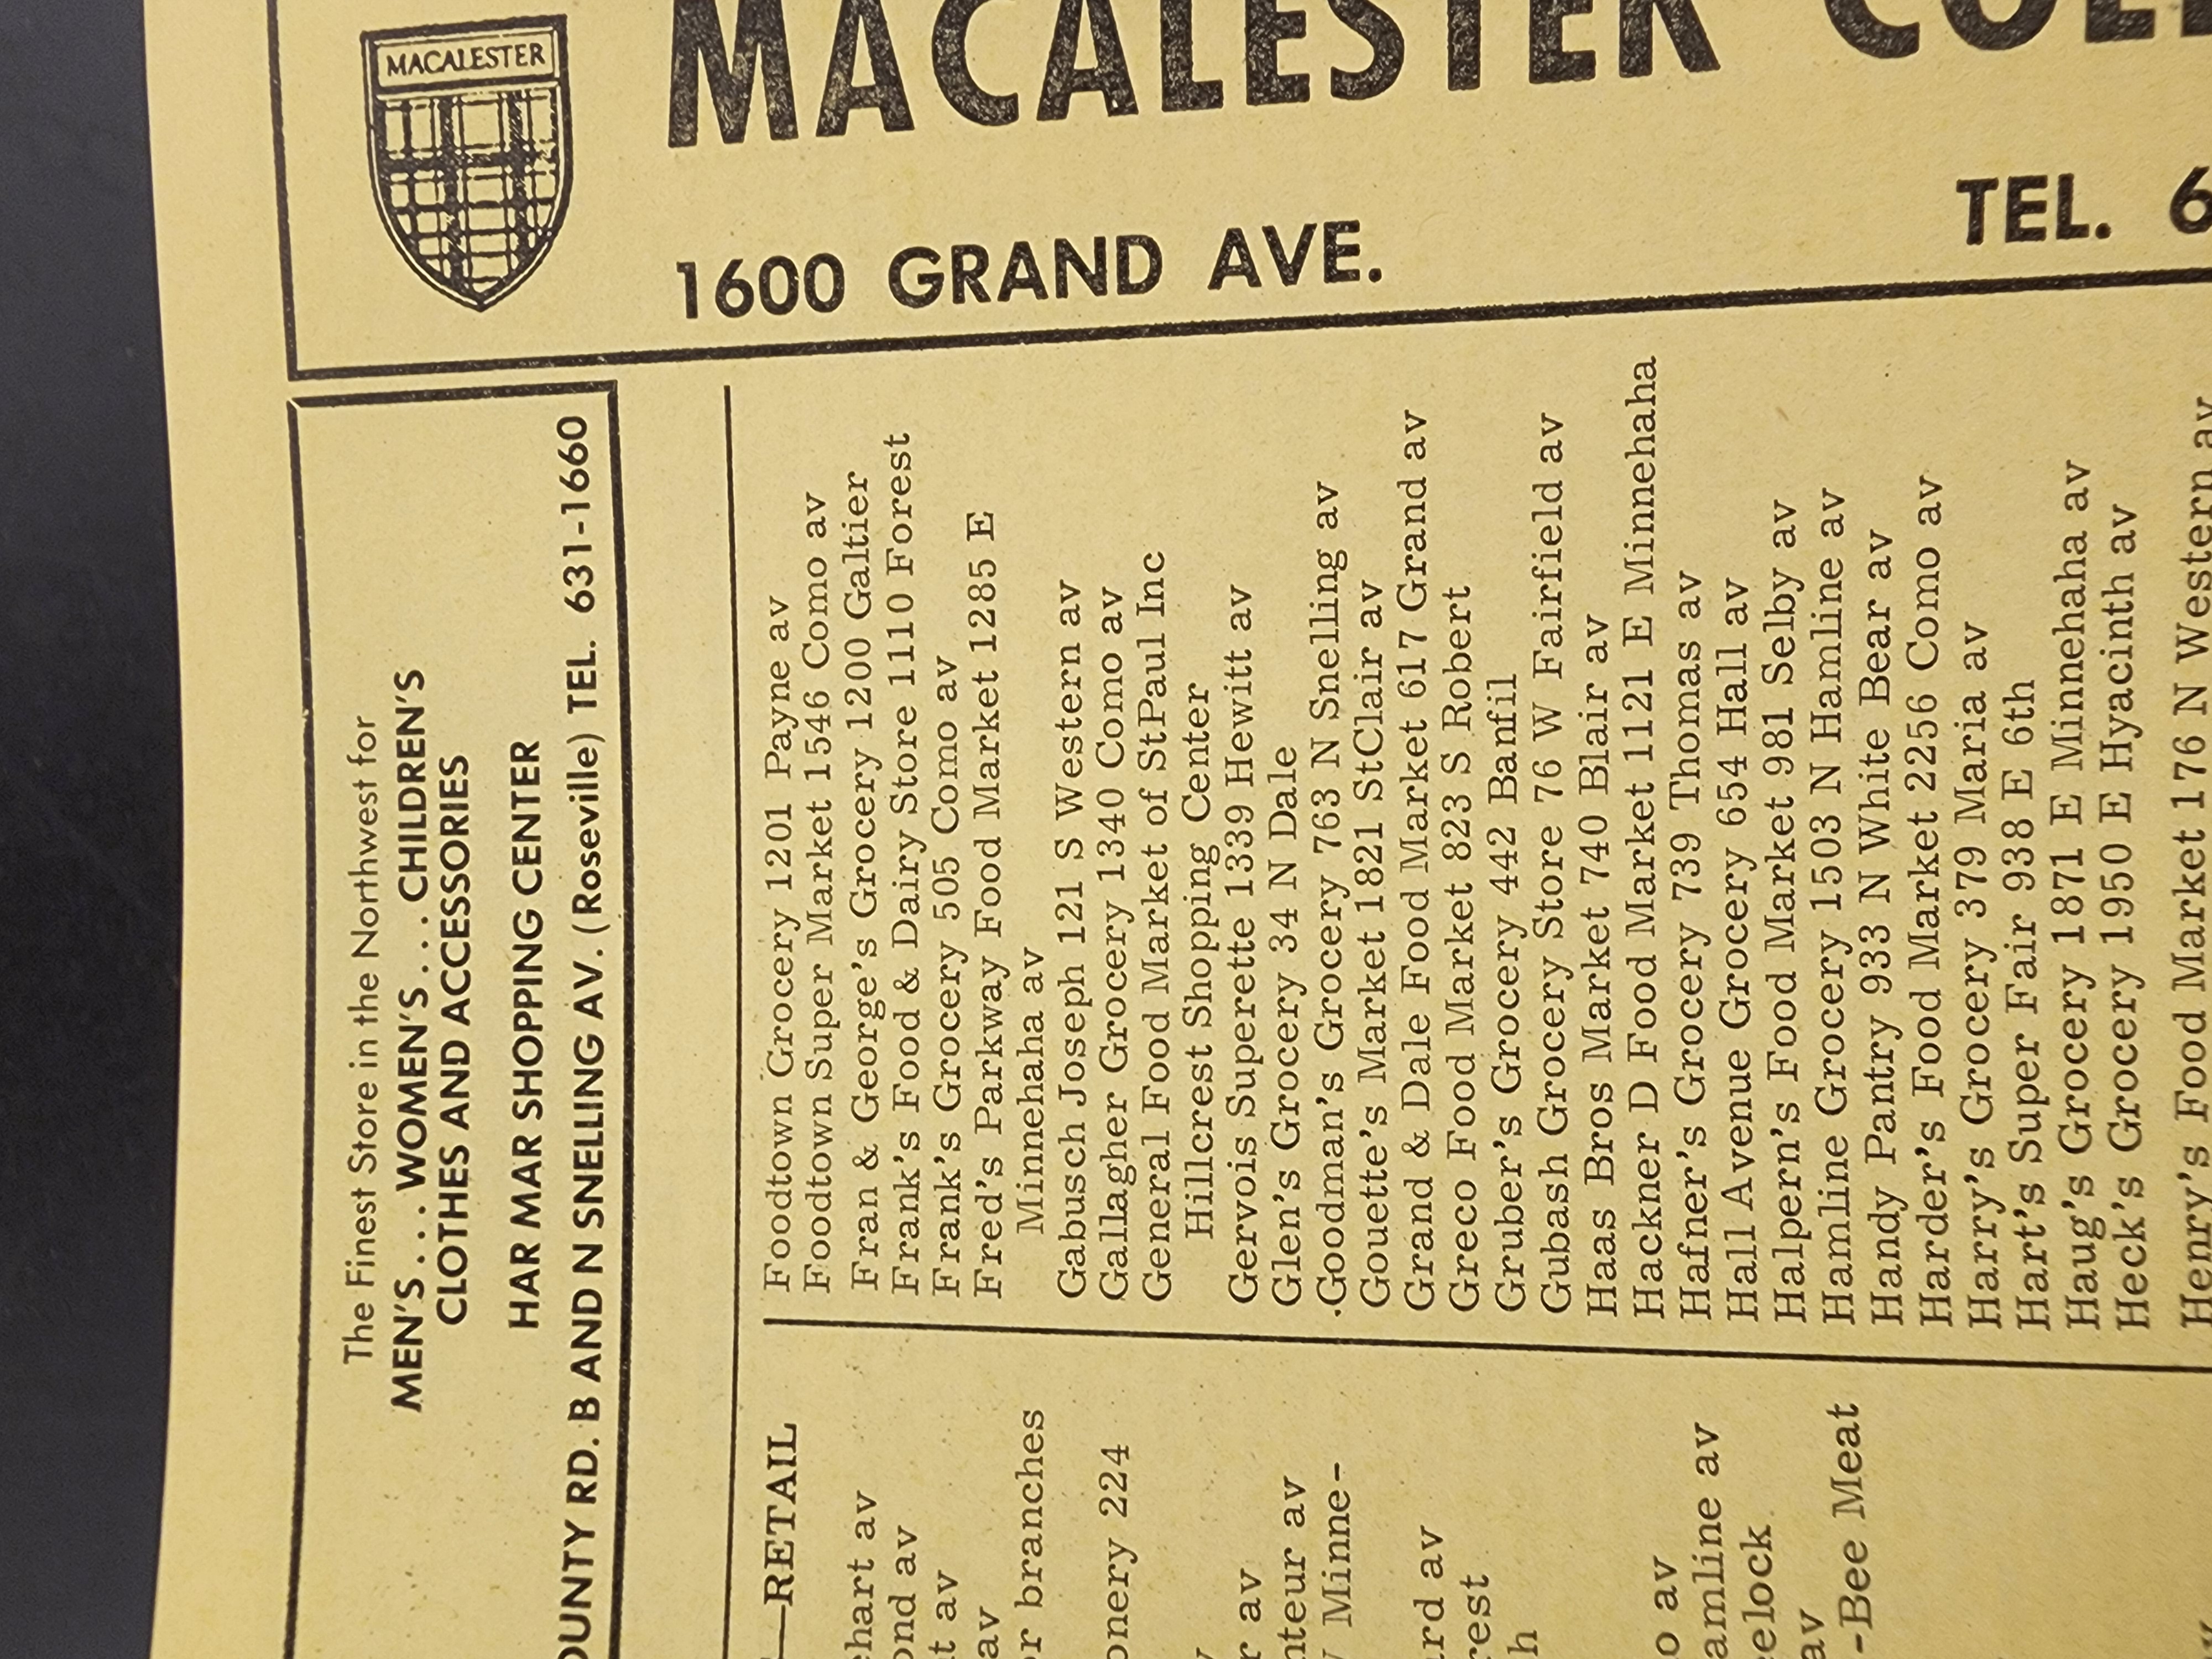 MACALESTER
MACALESTER
1600 GRAND AVE.
TEL. 6
The Finest Store in the Northwest for
MEN'S . . . WOMEN'S . . . CHILDREN'S
CLOTHES AND ACCESSORIES
HAR MAR SHOPPING CENTER
OUNTY RD. B AND N SNELLING AV. (Roseville) TEL. 631-1660
—RETAIL
ond av
av
or branches
onery 224
av
Minne-
av
amline av
eelock
av
-Bee Meat
Foodtown Grocery 1201 Payne av
Foodtown Super Market 1546 Como av
Fran & George's Grocery 1200 Galtier
Frank's Food & Dairy Store 1110 Forest
Frank's Grocery 505 Como av
Fred's Parkway Food Market 1285 E
Minnehaha av
Gabusch Joseph 121 S Western av
Gallagher Grocery 1340 Como av
General Food Market of StPaul Inc
Hillcrest Shopping Center
Gervois Superette 1339 Hewitt av
Glen's Grocery 34 N Dale
Goodman's Grocery 763 N Snelling av
Gouette's Market 1821 StClair av
Grand & Dale Food Market 617 Grand av
Greco Food Market 823 S Robert
Gruber's Grocery 442 Banfil
Gubash Grocery Store 76 W Fairfield av
Haas Bros Market 740 Blair av
Hackner D Food Market 1121 E Minnehaha
Hafner's Grocery 739 Thomas av
Hall Avenue Grocery 654 Hall av
Halpern's Food Market 981 Selby av
Hamline Grocery 1503 N Hamline av
Handy Pantry 933 N White Bear av
Harder's Food Market 2256 Como av
Harry's Grocery 379 Maria av
Hart's Super Fair 938 E 6th
Haug's Grocery 1871 E Minnehaha av
Heck's Grocery 1950 E Hyacinth av
Henry's Food Market 176 N Western av